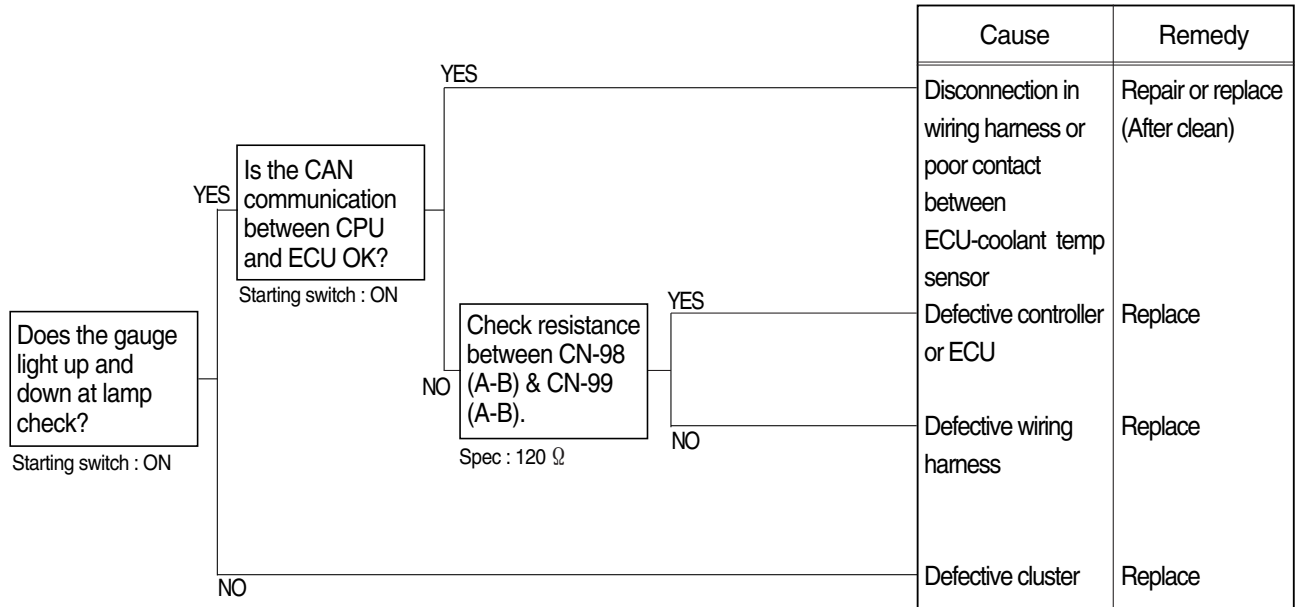 Cause
Remedy
YES
Disconnection in
wiring harness or
poor contact
between
ECU-coolant temp
sensor
Repair or replace
(After clean)
YES
Is the CAN
communication
between CPU
and ECU OK?
Starting switch : ON
YES
Defective controller
or ECU
Replace
Does the gauge
light up and
down at lamp
check?
Starting switch : ON
NO
Check resistance
between CN-98
(A-B) & CN-99
(A-B).
Spec : 120 Ω
NO
Defective wiring
harness
Replace
NO
Defective cluster
Replace